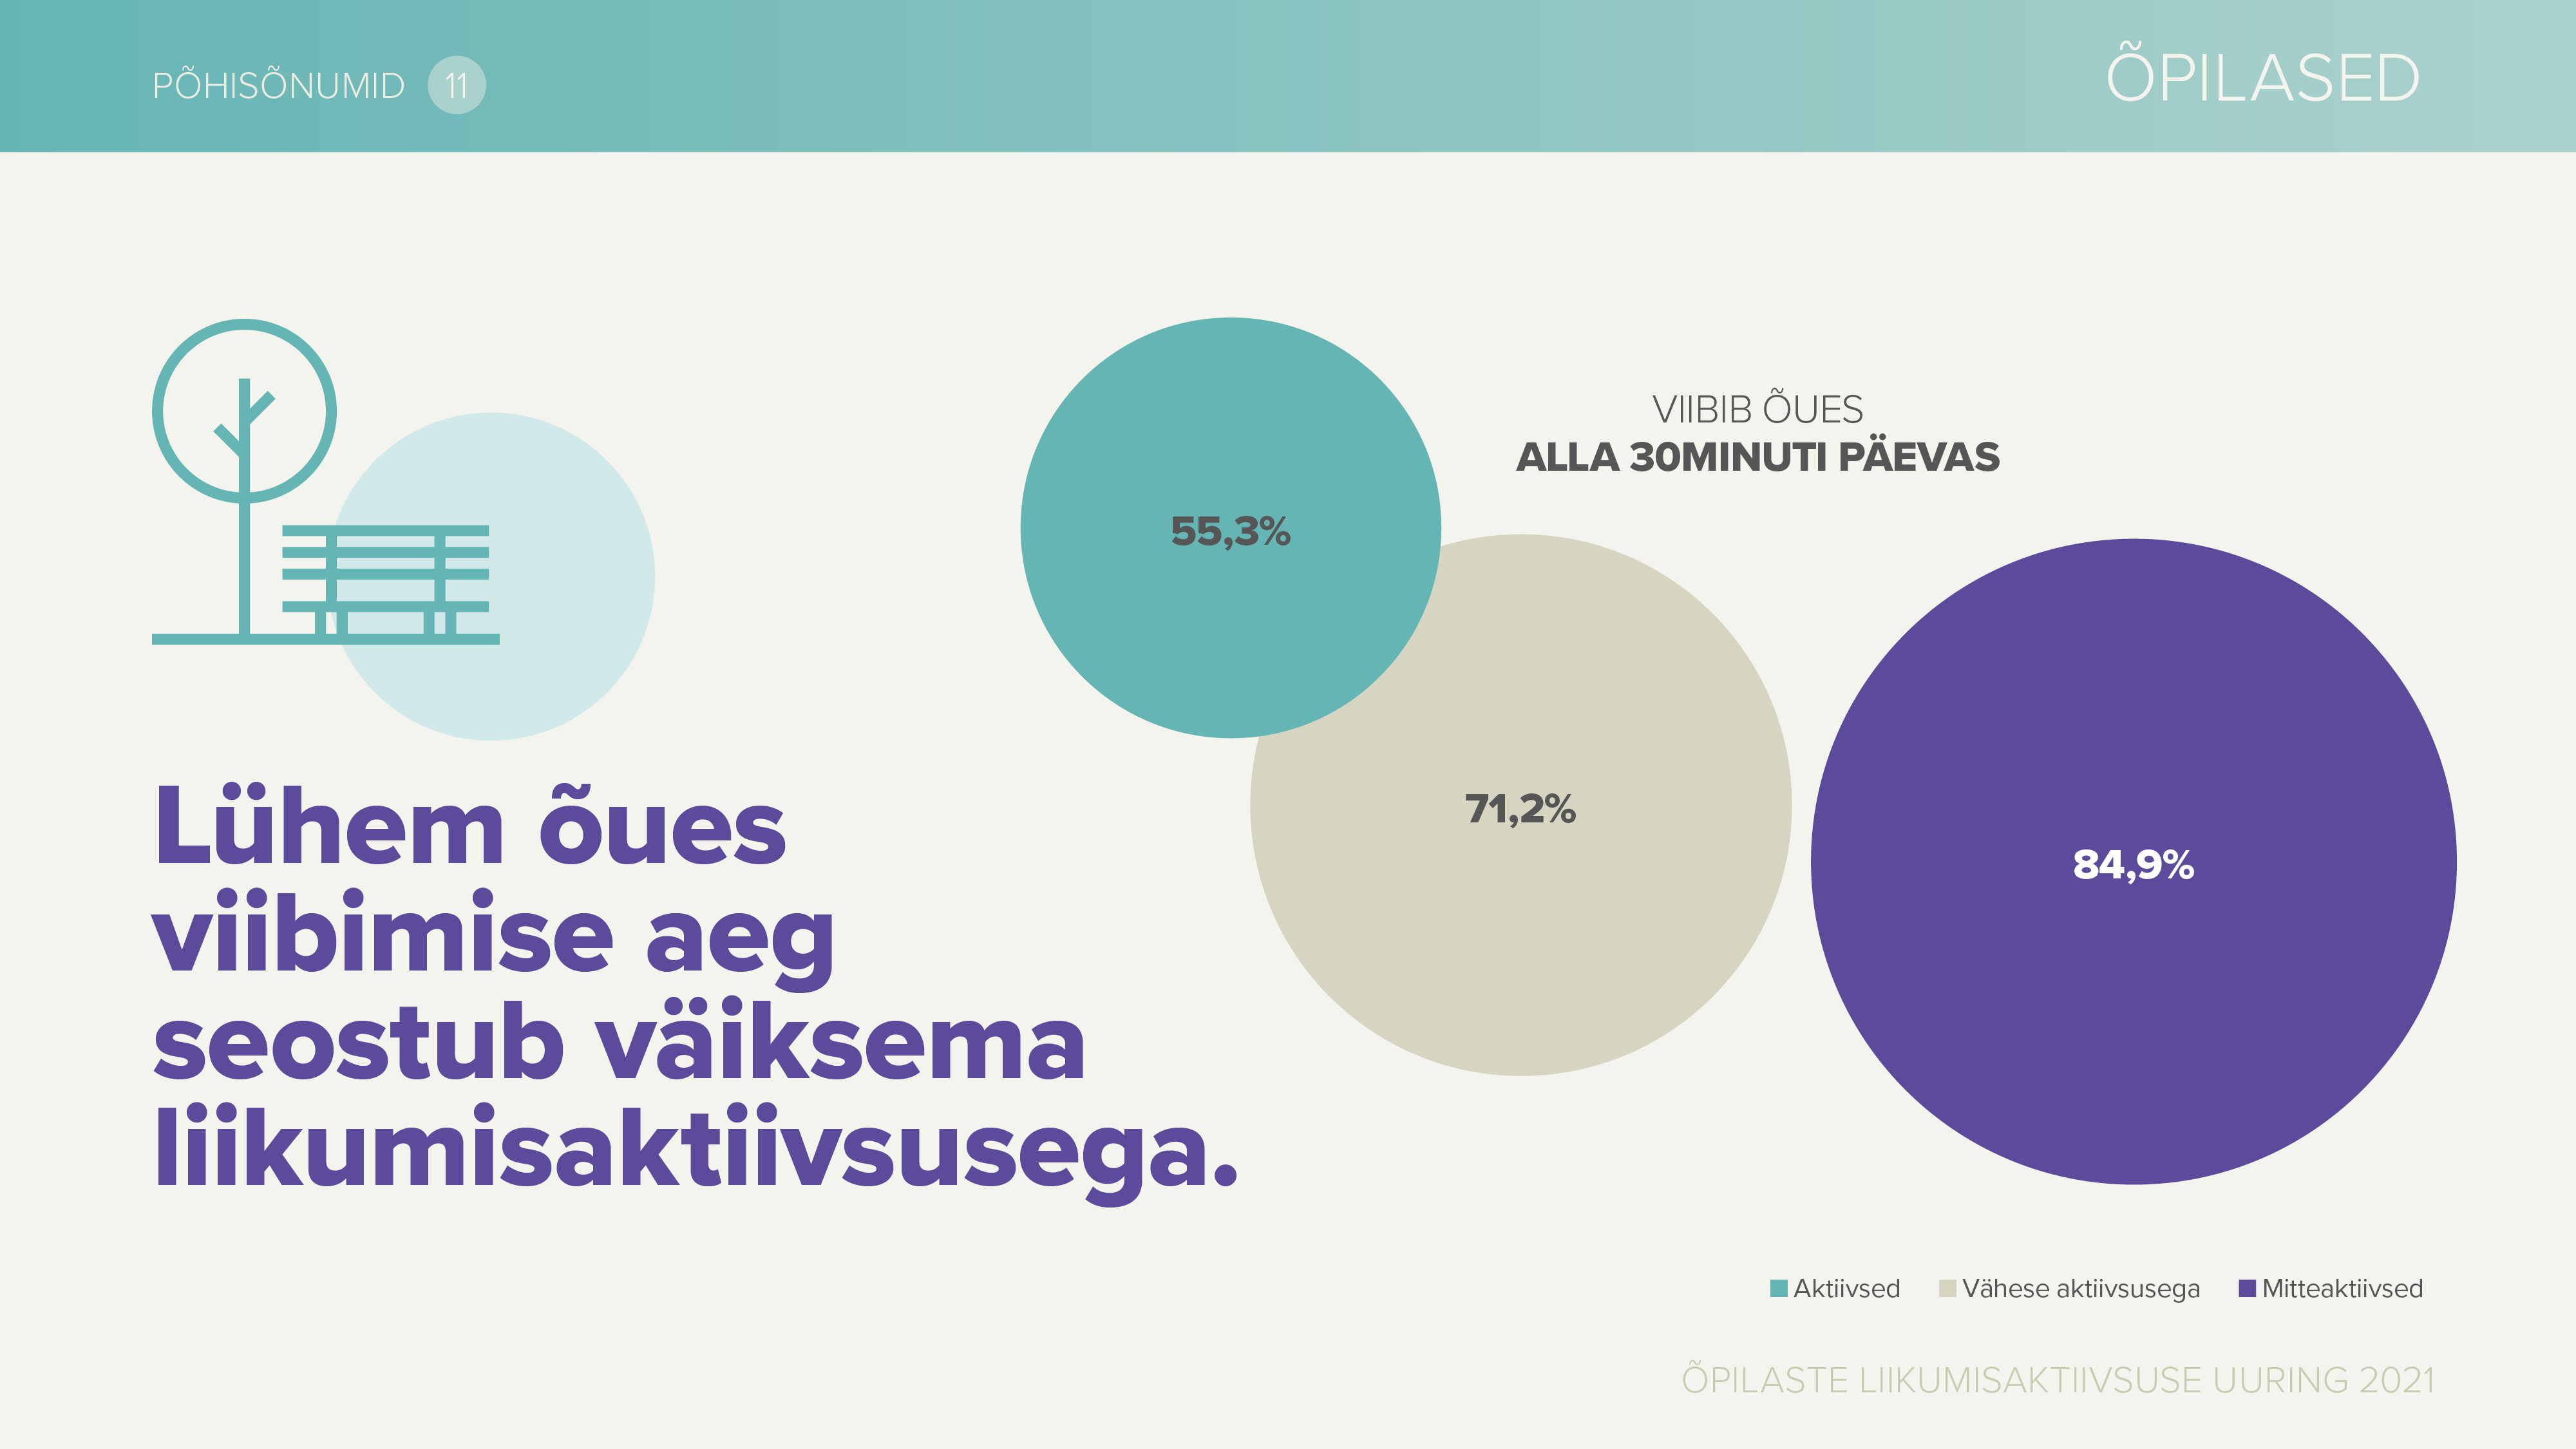 PÕHISÕNUMID 11
ÕPILASED
VIIBIB ÕUES
ALLA 30MINUTI PÄEVAS
55,3%
71,2%
84,9%
Lühem õues
viibimise aeg
seostub väiksema
liikumisaktiivsusega.
Aktiivsed Vähese aktiivsusega Mitteaktiivsed
ÕPILASTE LIIKUMISAKTIIVSUSE UURING 2021